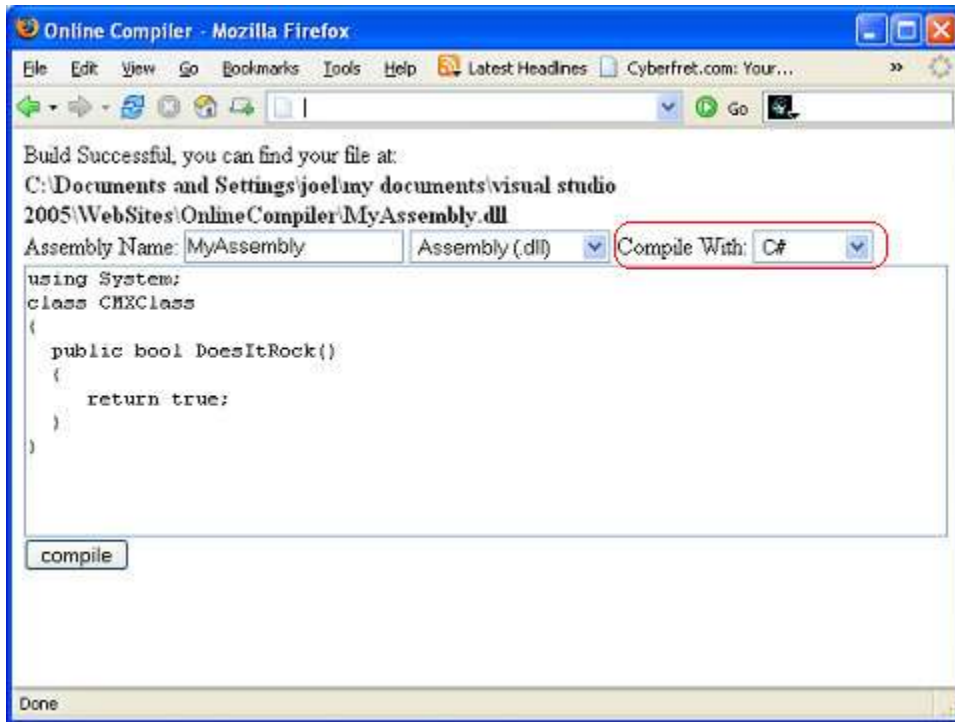 Online Compiler - Mozilla Firefox
File Edit View Go Bookmarks Tools Help Latest Headlines Cyberfret.com: Your... »
Go
Build Successful, you can find your file at:
C:\Documents and Settings\joel\my documents\visual studio
2005\WebSites\OnlineCompiler\MyAssembly.dll
Assembly Name: MyAssembly Assembly (.dll) Compile With: C#
using System;
class CMXClass
{
public bool DoesItRock()
{
return true;
}
}
compile
Done